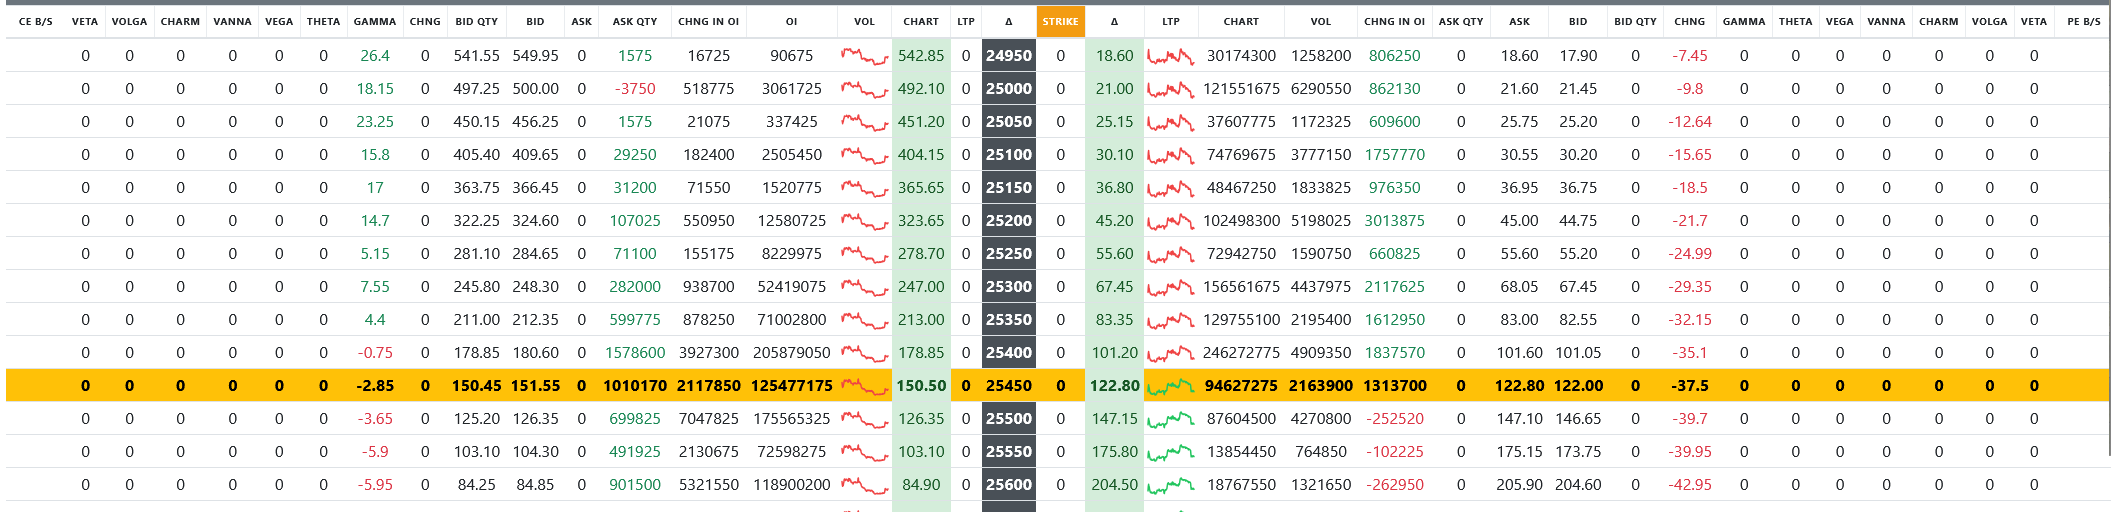 CE B/S VETA VOLGA CHARM VANNA VEGA THETA GAMMA CHNG BID QTY BID ASK ASK QTY CHNG IN OI OI VOL CHART LTP Δ STRIKE Δ LTP CHART VOL CHNG IN OI ASK QTY ASK BID BID QTY CHNG GAMMA THETA VEGA VANNA CHARM VOLGA VETA PE B/S
0 0 0 0 0 0 26.4 0 541.55 549.95 0 1575 16725 90675 542.85 0 24950 0 18.60 30174300 1258200 806250 0 18.60 17.90 0 -7.45 0 0 0 0 0 0 0
0 0 0 0 0 0 18.15 0 497.25 500.00 0 -3750 518775 3061725 492.10 0 25000 0 21.00 121551675 6290550 862130 0 21.60 21.45 0 -9.8 0 0 0 0 0 0 0
0 0 0 0 0 0 23.25 0 450.15 456.25 0 1575 21075 337425 451.20 0 25050 0 25.15 37607775 1172325 609600 0 25.75 25.20 0 -12.64 0 0 0 0 0 0 0
0 0 0 0 0 0 15.8 0 405.40 409.65 0 29250 182400 2505450 404.15 0 25100 0 30.10 74769675 3777150 1757770 0 30.55 30.20 0 -15.65 0 0 0 0 0 0 0
0 0 0 0 0 0 17 0 363.75 366.45 0 31200 71550 1520775 365.65 0 25150 0 36.80 48467250 1833825 976350 0 36.95 36.75 0 -18.5 0 0 0 0 0 0 0
0 0 0 0 0 0 14.7 0 322.25 324.60 0 107025 550950 12580725 323.65 0 25200 0 45.20 102498300 5198025 3013875 0 45.00 44.75 0 -21.7 0 0 0 0 0 0 0
0 0 0 0 0 0 5.15 0 281.10 284.65 0 71100 155175 8229975 278.70 0 25250 0 55.60 72942750 1590750 660825 0 55.60 55.20 0 -24.99 0 0 0 0 0 0 0
0 0 0 0 0 0 7.55 0 245.80 248.30 0 282000 938700 52419075 247.00 0 25300 0 67.45 156561675 4437975 2117625 0 68.05 67.45 0 -29.35 0 0 0 0 0 0 0
0 0 0 0 0 0 4.4 0 211.00 212.35 0 599775 878250 71002800 213.00 0 25350 0 83.35 129755100 2195400 1612950 0 83.00 82.55 0 -32.15 0 0 0 0 0 0 0
0 0 0 0 0 0 -0.75 0 178.85 180.60 0 1578600 3927300 205879050 178.85 0 25400 0 101.20 246272775 4909350 1837570 0 101.60 101.05 0 -35.1 0 0 0 0 0 0 0
0 0 0 0 0 0 -2.85 0 150.45 151.55 0 1010170 2117850 125477175 150.50 0 25450 0 122.80 94627275 2163900 1313700 0 122.80 122.00 0 -37.5 0 0 0 0 0 0 0
0 0 0 0 0 0 -3.65 0 125.20 126.35 0 699825 7047825 175565325 126.35 0 25500 0 147.15 87604500 4270800 -252520 0 147.10 146.65 0 -39.7 0 0 0 0 0 0 0
0 0 0 0 0 0 -5.9 0 103.10 104.30 0 491925 2130675 72598275 103.10 0 25550 0 175.80 13854450 764850 -102225 0 175.15 173.75 0 -39.95 0 0 0 0 0 0 0
0 0 0 0 0 0 -5.95 0 84.25 84.85 0 901500 5321550 118900200 84.90 0 25600 0 204.50 18767550 1321650 -262950 0 205.90 204.60 0 -42.95 0 0 0 0 0 0 0